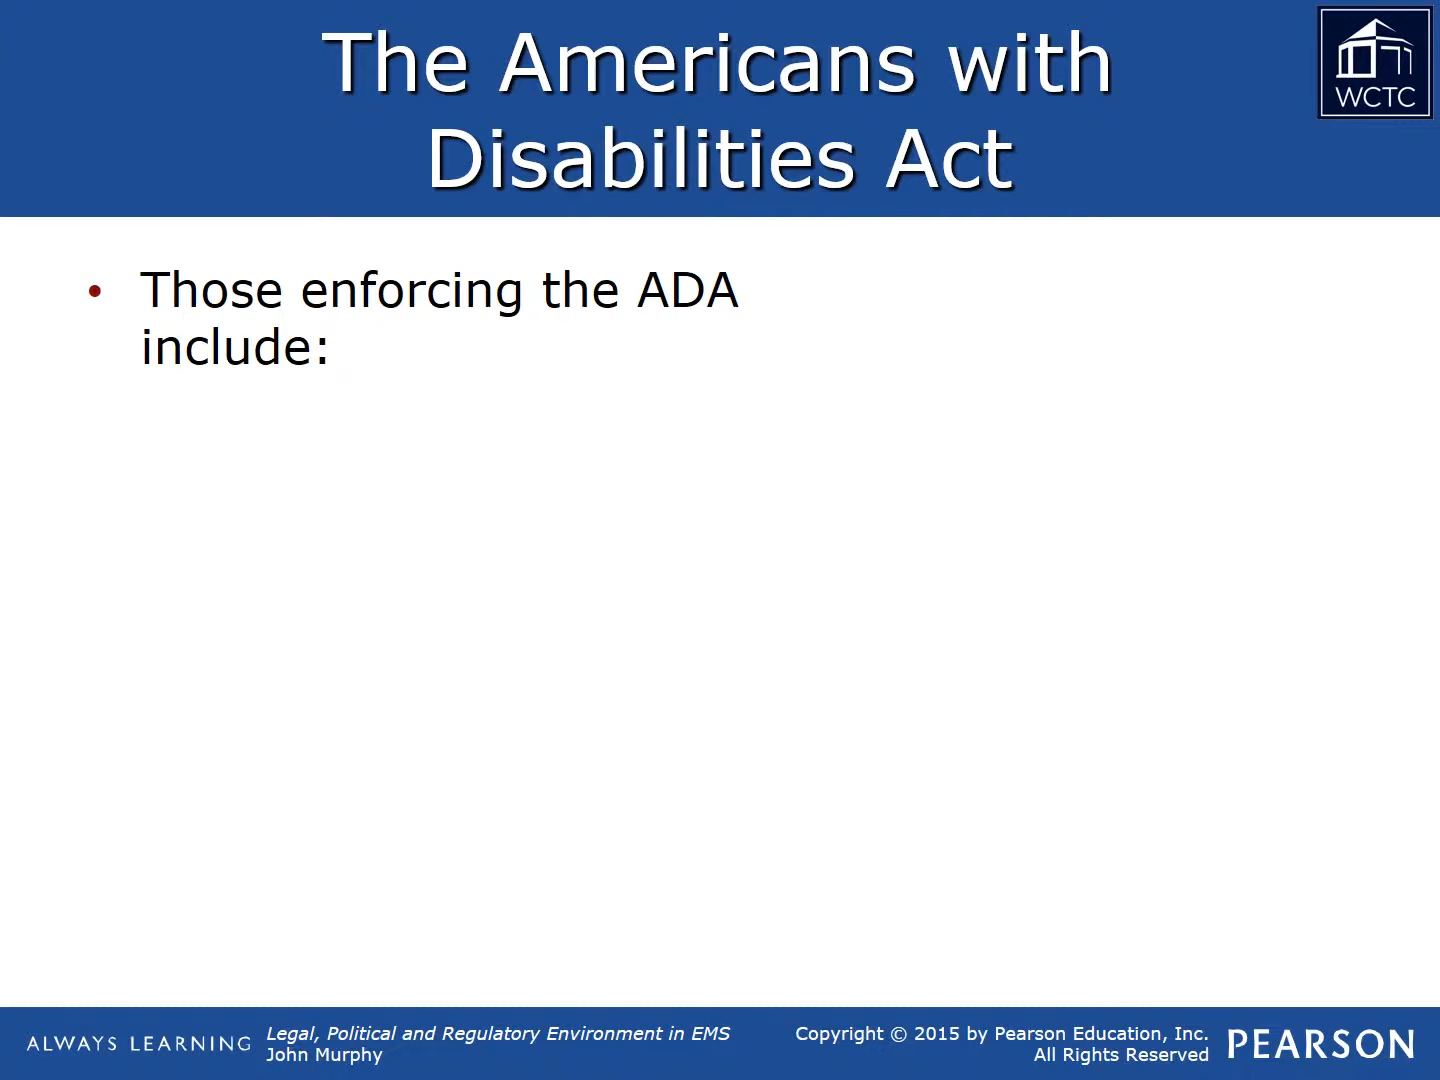 The Americans with
Disabilities Act
WCTC
• Those enforcing the ADA
include:
ALWAYS LEARNING
Legal, Political and Regulatory Environment in EMS
John Murphy
Copyright © 2015 by Pearson Education, Inc.
All Rights Reserved
PEARSON